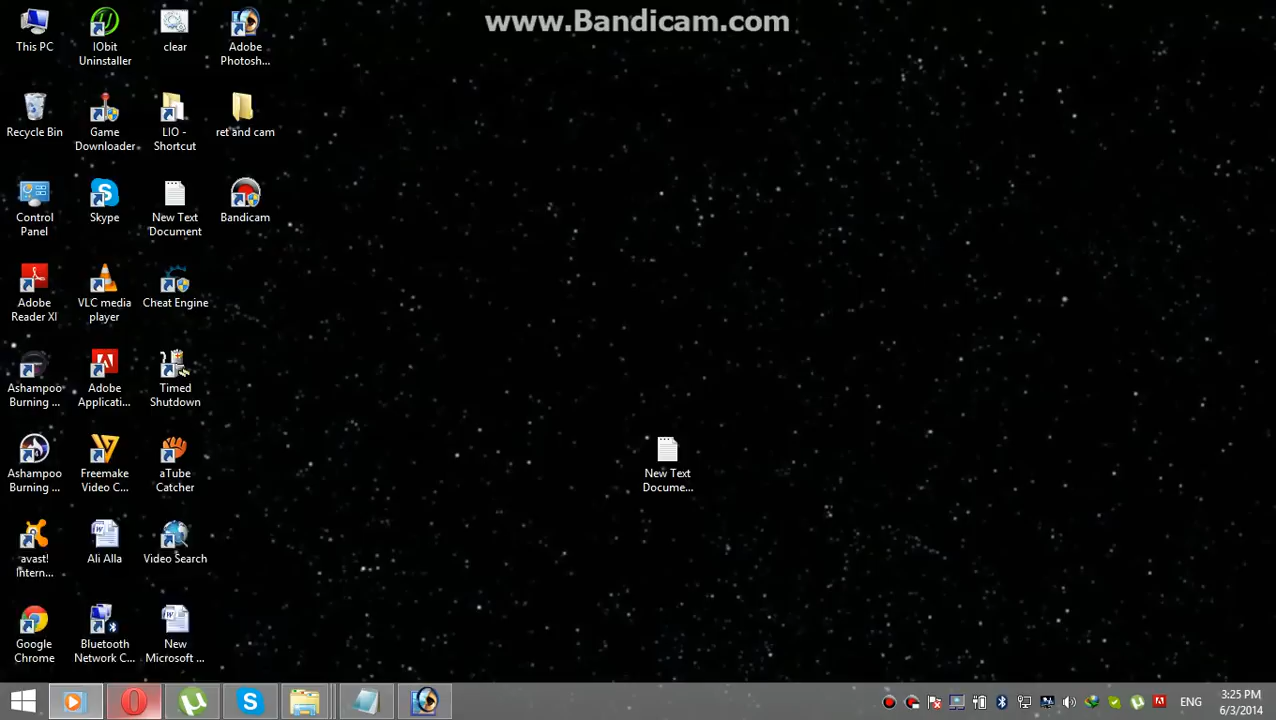 www.Bandicam.com
This PC
IObit
Uninstaller
clear
Adobe
Photosh...
Recycle Bin
Game
Downloader
LIO -
Shortcut
ret and cam
Control
Panel
Skype
New Text
Document
Bandicam
Adobe
Reader XI
VLC media
player
Cheat Engine
Ashampoo
Burning ...
Adobe
Applicati...
Timed
Shutdown
Ashampoo
Burning ...
Freemake
Video C...
aTube
Catcher
New Text
Docume...
avast!
Intern...
Ali Alla
Video Search
Google
Chrome
Bluetooth
Network C...
New
Microsoft ...
ENG
3:25 PM
6/3/2014